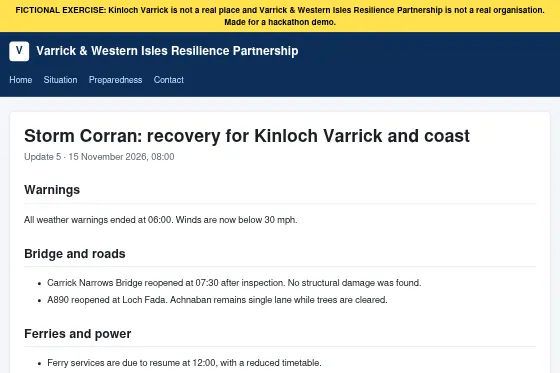 FICTIONAL EXERCISE: Kinloch Varrick is not a real place and Varrick & Western Isles Resilience Partnership is not a real organisation.
Made for a hackathon demo.
V Varrick & Western Isles Resilience Partnership
Home Situation Preparedness Contact
Storm Corran: recovery for Kinloch Varrick and coast
Update 5 · 15 November 2026, 08:00
Warnings
All weather warnings ended at 06:00. Winds are now below 30 mph.
Bridge and roads
• Carrick Narrows Bridge reopened at 07:30 after inspection. No structural damage was found.
• A890 reopened at Loch Fada. Achnaban remains single lane while trees are cleared.
Ferries and power
• Ferry services are due to resume at 12:00, with a reduced timetable.